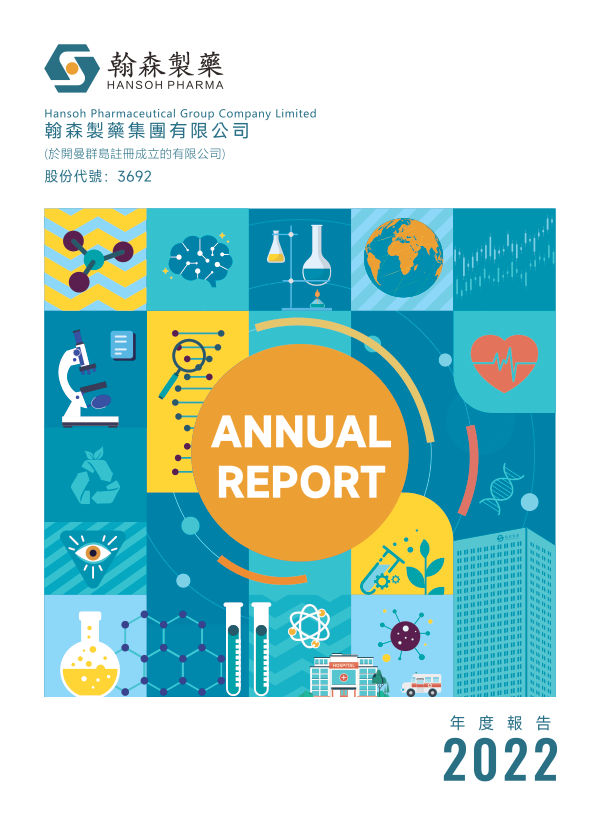 翰森製藥
HANSOH PHARMA
Hansoh Pharmaceutical Group Company Limited
翰森製藥集團有限公司
(於開曼群島註冊成立的有限公司)
股份代號：3692
ANNUAL
REPORT
HOSPITAL
年度報告
2022